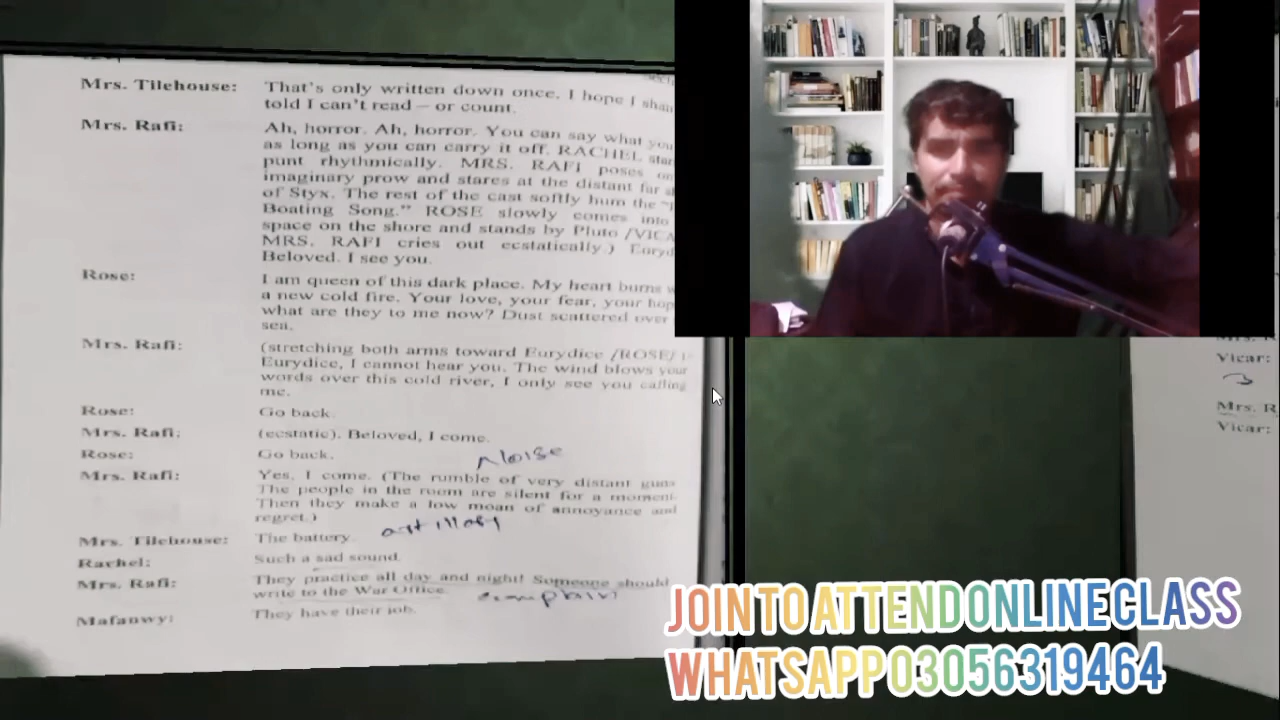 Mrs. Tilehouse: That's only written down once. I hope I shan
told I can't read – or count.
Mrs. Rafi: Ah, horror. Ah, horror. You can say what you
as long as you can carry it off. RACHEL star
punt rhythmically. MRS. RAFI poses on
imaginary prow and stares at the distant far
of Styx. The rest of the cast softly hum the
Boating Song." ROSE slowly comes into
space on the shore and stands by Pluto /VICA
MRS. RAFI cries out ecstatically.) Euryd
Beloved. I see you.
Rose: I am queen of this dark place. My heart burns
a new cold fire. Your love, your fear, your hop
what are they to me now? Dust scattered over
sea.
Mrs. Rafi: (stretching both arms toward Eurydice /ROSE/
Eurydice, I cannot hear you. The wind blows your
words over this cold river, I only see you calling
me.
Rose: Go back.
Mrs. Rafi: (ecstatic). Beloved, I come.
Rose: Go back.
Noise
Mrs. Rafi: Yes, I come. (The rumble of very distant guns
The people in the room are silent for a moment.
Then they make a low moan of annoyance and
regret.)
Mrs. Tilehouse: The battery. artillary
Rachel: Such a sad sound.
Mrs. Rafi: They practice all day and night! Someone should
write to the War Office. complain
Mafanwy: They have their job.
Vicar:
Mrs. R
Vicar:
JOIN TO ATTEND ONLINE CLASS
WHATSAPP 03056319464